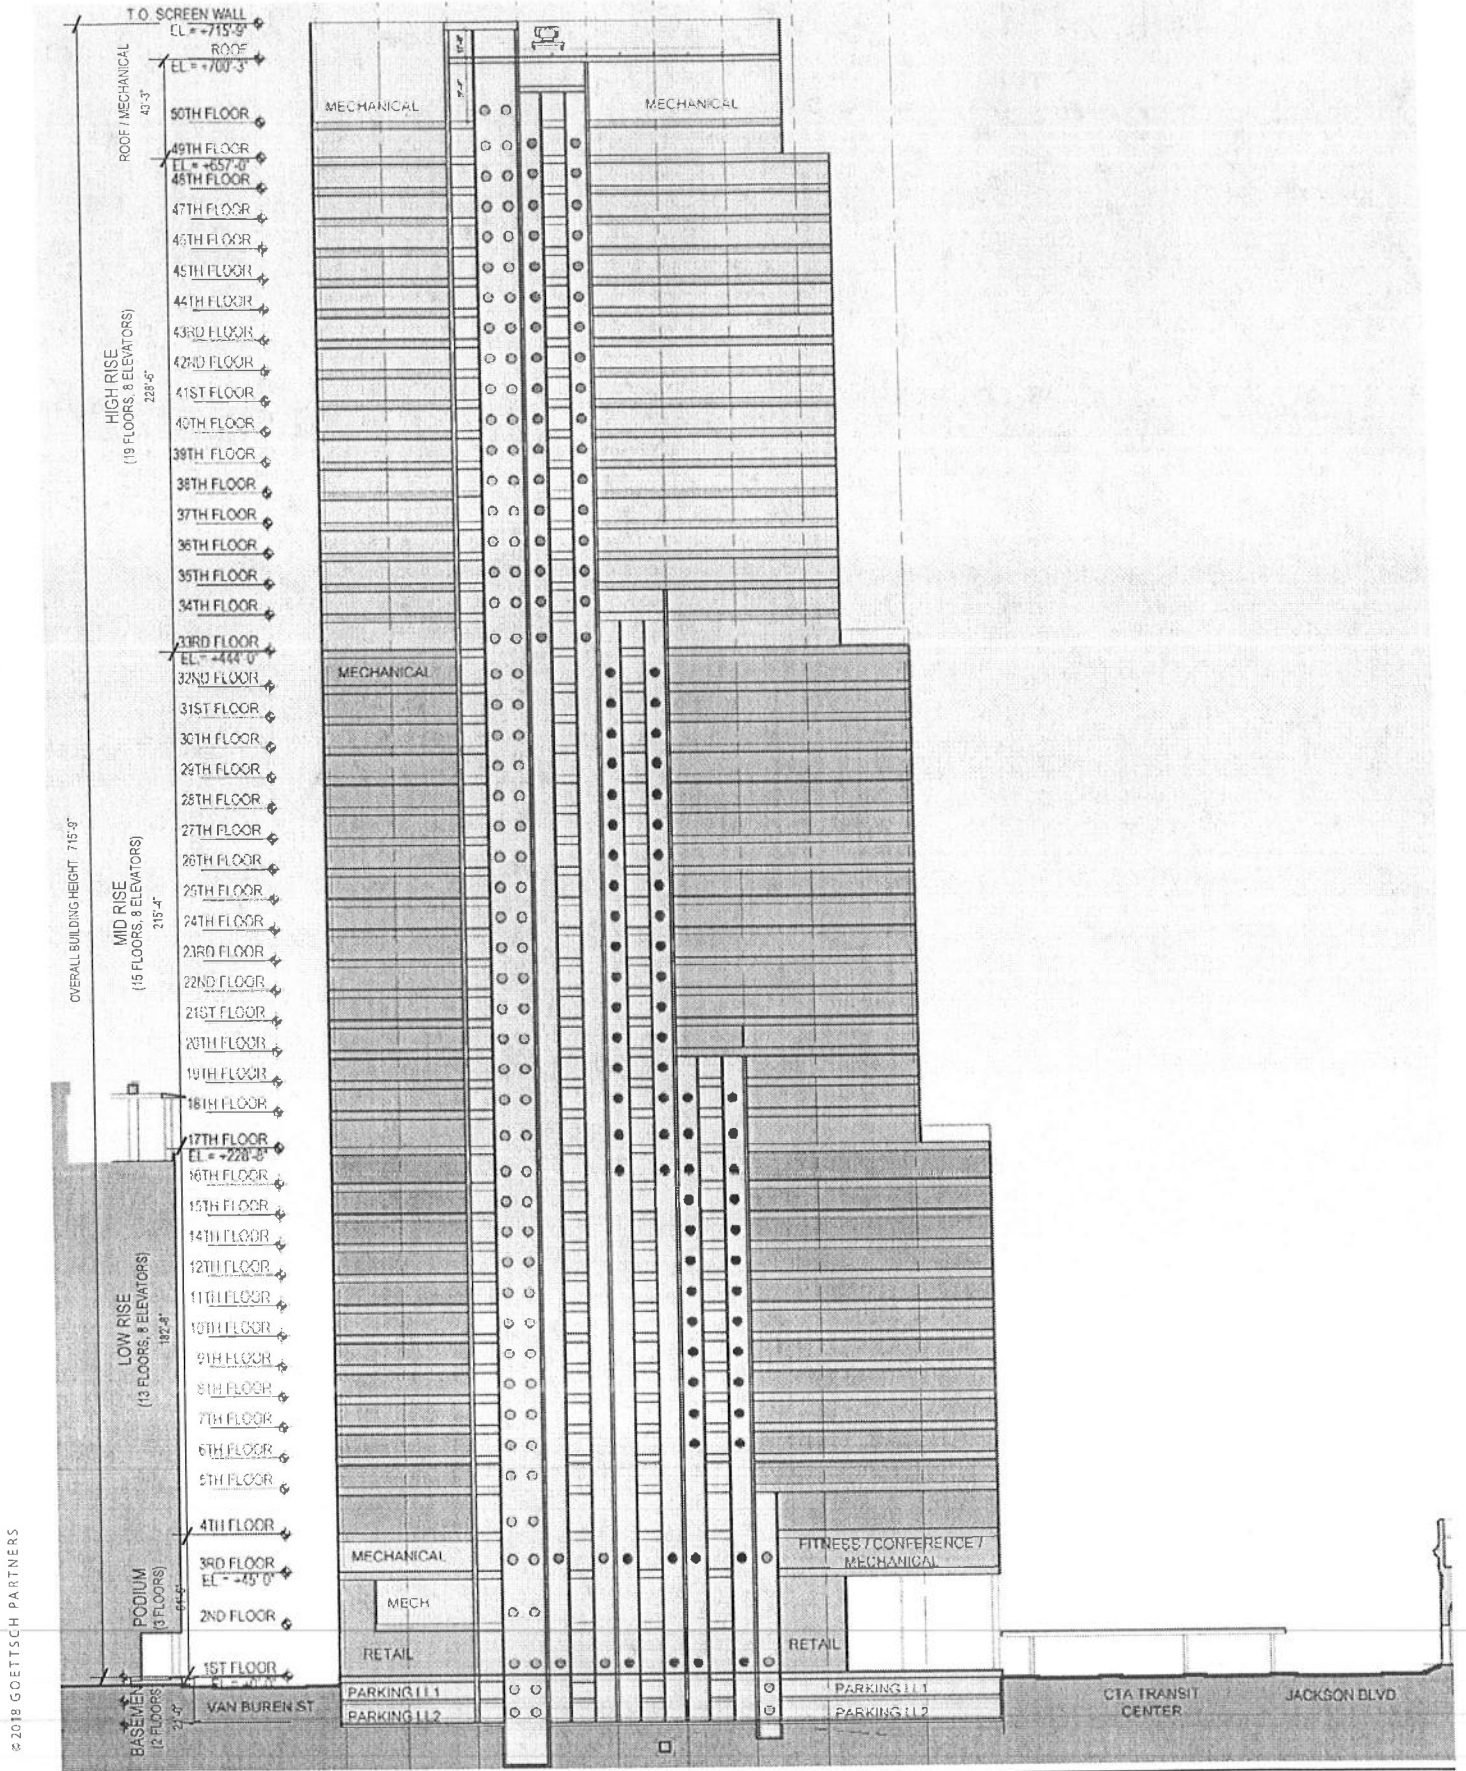 T.O. SCREEN WALL
EL = +715'-9"
ROOF
EL = +700'-3"
50TH FLOOR
49TH FLOOR
EL = +657'-0"
48TH FLOOR
47TH FLOOR
46TH FLOOR
45TH FLOOR
44TH FLOOR
43RD FLOOR
42ND FLOOR
41ST FLOOR
40TH FLOOR
39TH FLOOR
38TH FLOOR
37TH FLOOR
36TH FLOOR
35TH FLOOR
34TH FLOOR
33RD FLOOR
EL = +444'-0"
32ND FLOOR
31ST FLOOR
30TH FLOOR
29TH FLOOR
28TH FLOOR
27TH FLOOR
26TH FLOOR
25TH FLOOR
24TH FLOOR
23RD FLOOR
22ND FLOOR
21ST FLOOR
20TH FLOOR
19TH FLOOR
18TH FLOOR
17TH FLOOR
EL = +228'-8"
16TH FLOOR
15TH FLOOR
14TH FLOOR
12TH FLOOR
11TH FLOOR
10TH FLOOR
9TH FLOOR
8TH FLOOR
7TH FLOOR
6TH FLOOR
5TH FLOOR
4TH FLOOR
3RD FLOOR
EL = +45'-0"
2ND FLOOR
1ST FLOOR
ROOF / MECHANICAL
43'-3"
HIGH RISE
(19 FLOORS, 8 ELEVATORS)
228'-6"
OVERALL BUILDING HEIGHT 715'-9"
MID RISE
(15 FLOORS, 8 ELEVATORS)
215'-4"
LOW RISE
(13 FLOORS, 8 ELEVATORS)
182'-8"
PODIUM
(3 FLOORS)
BASEMENT
(2 FLOORS)
MECHANICAL
MECHANICAL
MECHANICAL
MECHANICAL
FITNESS / CONFERENCE /
MECHANICAL
MECH
RETAIL
RETAIL
PARKING LL1
PARKING LL1
PARKING LL2
PARKING LL2
VAN BUREN ST
CTA TRANSIT
CENTER
JACKSON BLVD
© 2018 GOETTSCH PARTNERS